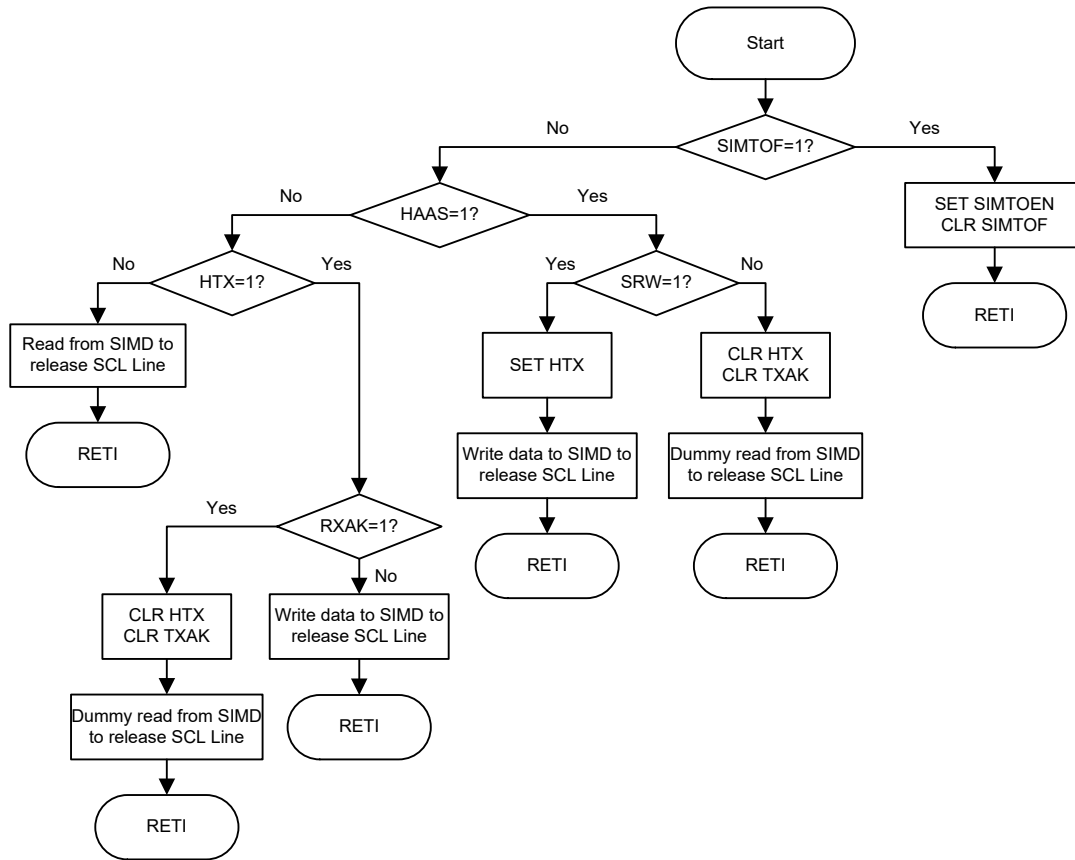 Start
No
SIMTOF=1?
Yes
No
HAAS=1?
Yes
SET SIMTOEN
CLR SIMTOF
No
HTX=1?
Yes
Yes
SRW=1?
No
RETI
Read from SIMD to
release SCL Line
SET HTX
CLR HTX
CLR TXAK
RETI
Write data to SIMD to
release SCL Line
Dummy read from SIMD
to release SCL Line
Yes
RXAK=1?
No
RETI
RETI
CLR HTX
CLR TXAK
Write data to SIMD to
release SCL Line
Dummy read from SIMD
to release SCL Line
RETI
RETI